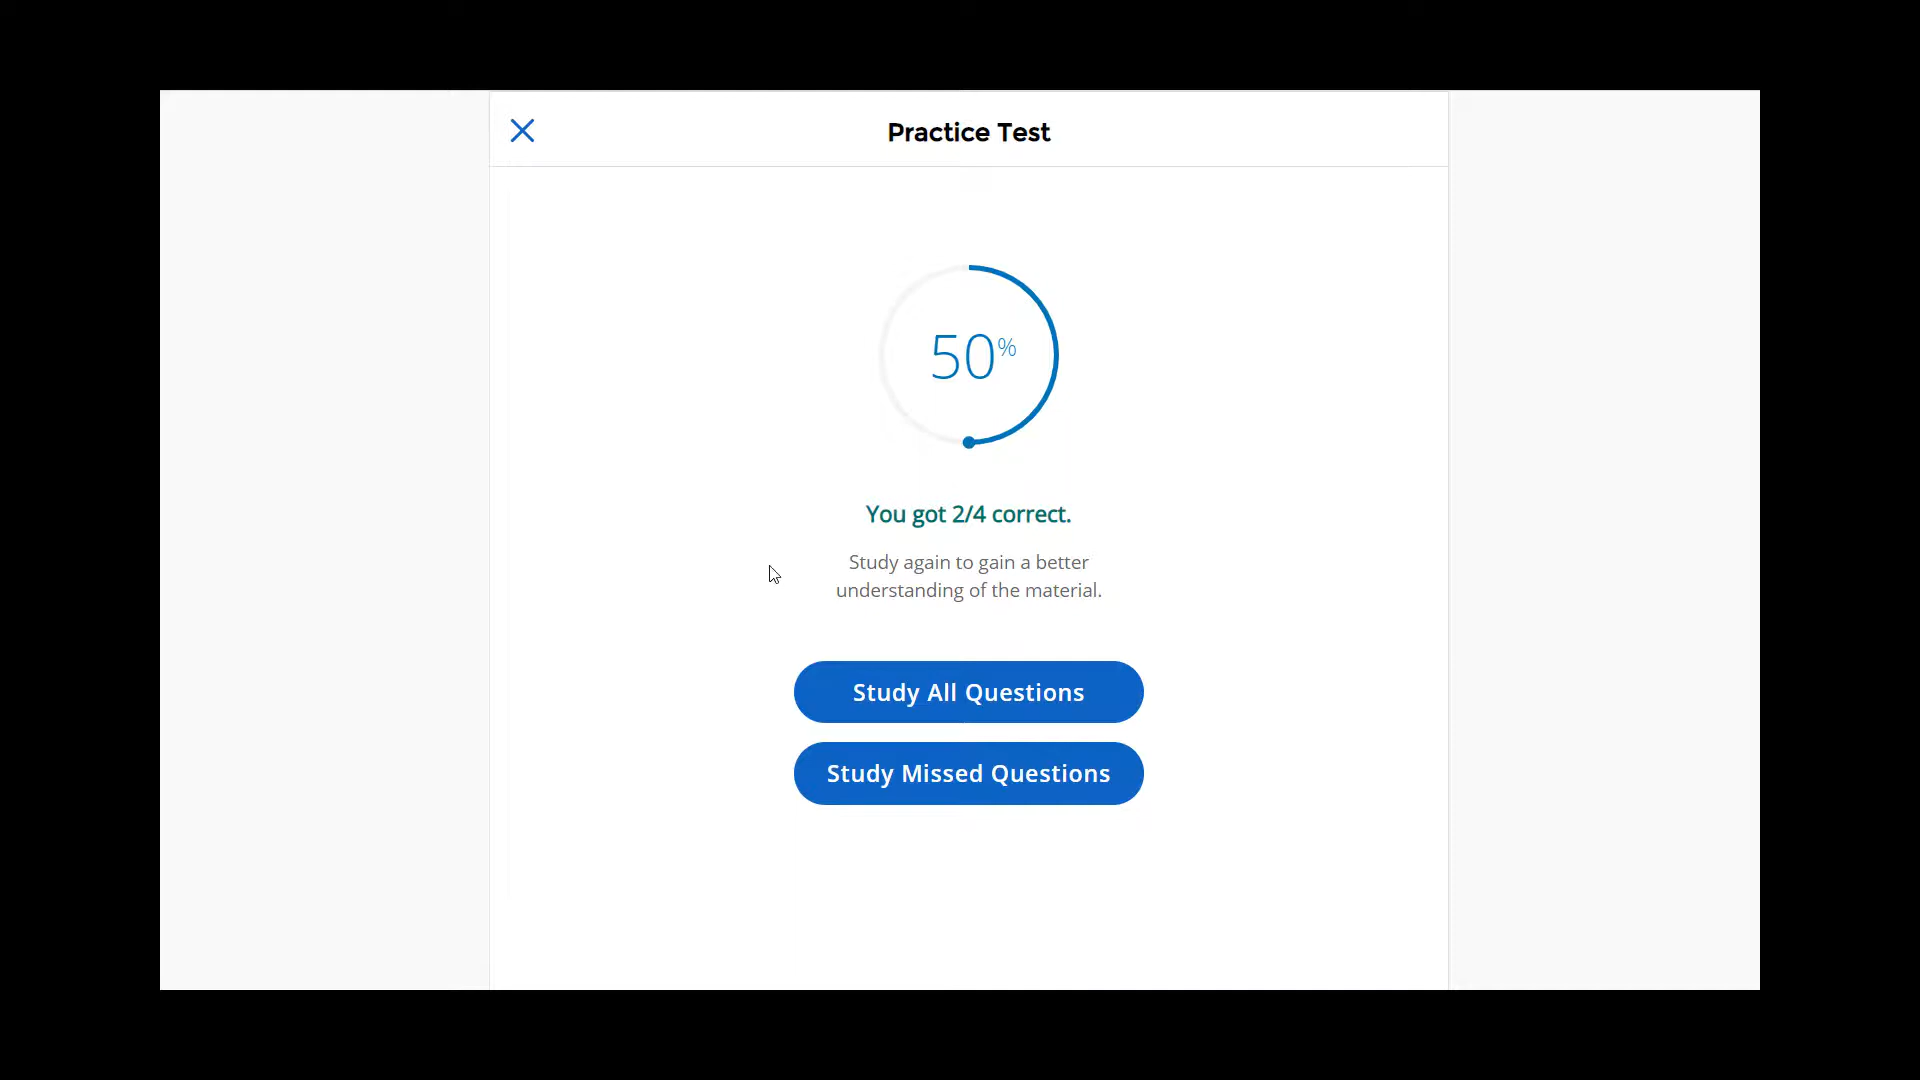 Practice Test
50%
You got 2/4 correct.
Study again to gain a better
understanding of the material.
Study All Questions
Study Missed Questions